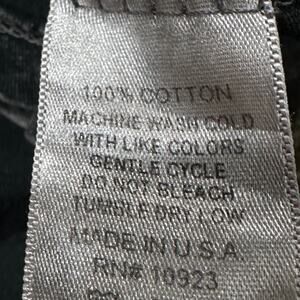 100% COTTON
MACHINE WASH COLD
WITH LIKE COLORS
GENTLE CYCLE
DO NOT BLEACH
TUMBLE DRY LOW
MADE IN U.S.A.
RN# 10923